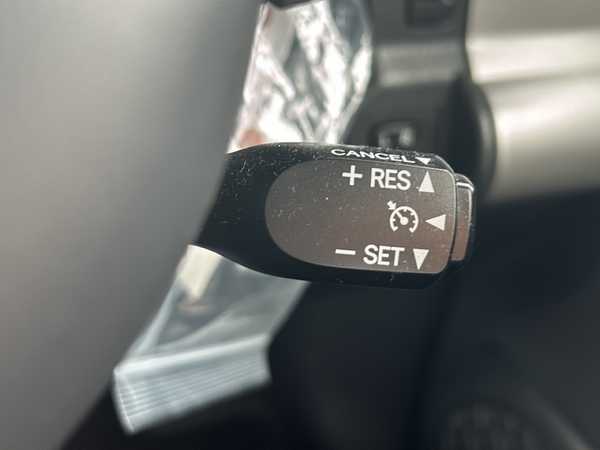 CANCEL ▼
+ RES ▲
◀
− SET ▼